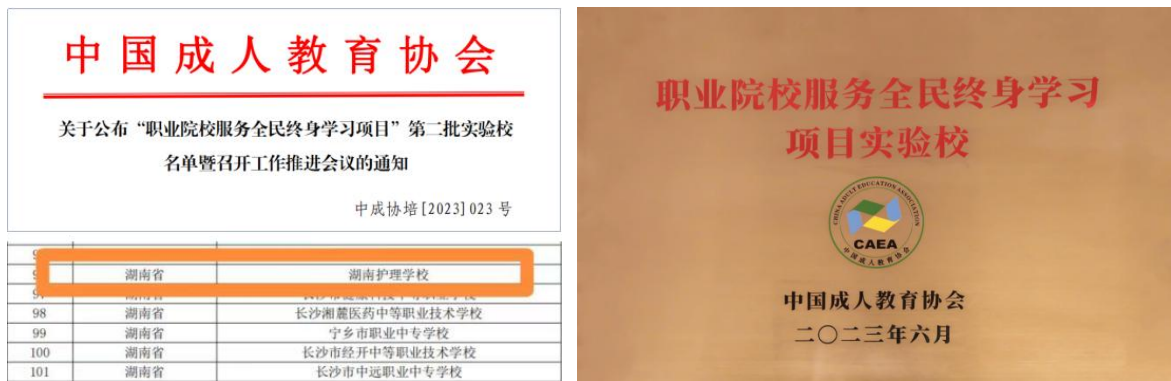 中国成人教育协会
关于公布“职业院校服务全民终身学习项目”第二批实验校
名单暨召开工作推进会议的通知
中成协培[2023]023号
湖南省 湖南护理学校
98 湖南省 长沙湘麓医药中等职业技术学校
99 湖南省 宁乡市职业中专学校
100 湖南省 长沙市经开中等职业技术学校
101 湖南省 长沙市中远职业中专学校
职业院校服务全民终身学习
项目实验校
CHINA ADULT EDUCATION ASSOCIATION
CAEA
中国成人教育协会
中国成人教育协会
二〇二三年六月